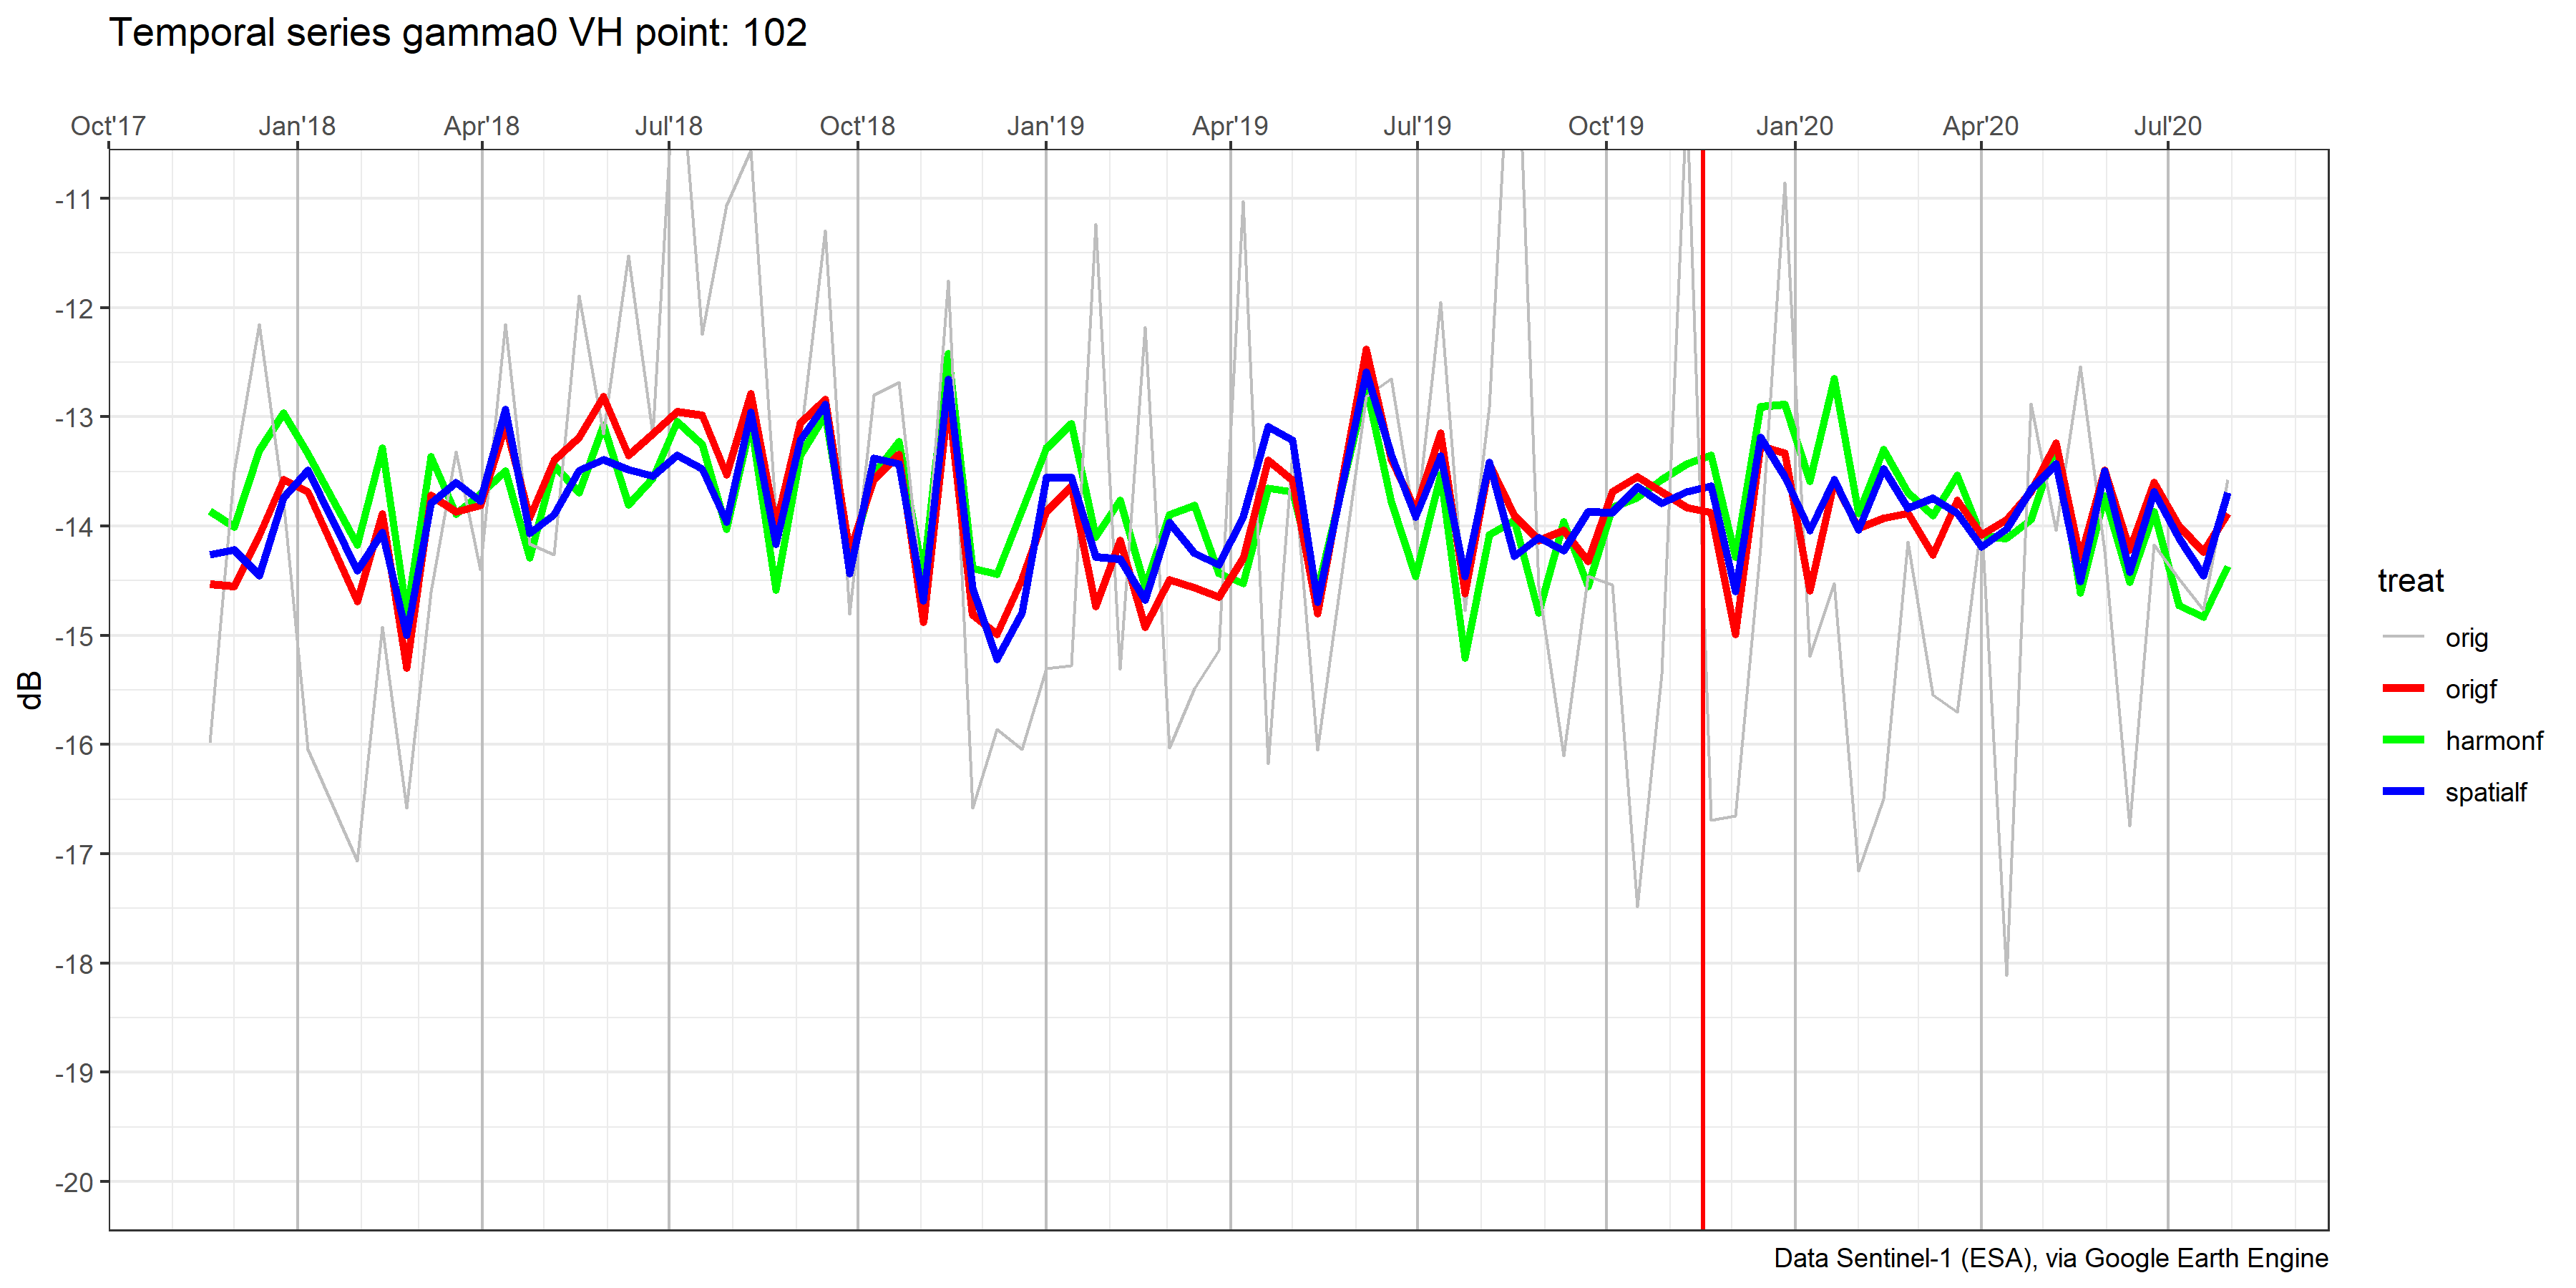 Temporal series gamma0 VH point: 102
Oct'17 Jan'18 Apr'18 Jul'18 Oct'18 Jan'19 Apr'19 Jul'19 Oct'19 Jan'20 Apr'20 Jul'20
-11
-12
-13
-14
-15
-16
-17
-18
-19
-20
dB
treat
orig
origf
harmonf
spatialf
Data Sentinel-1 (ESA), via Google Earth Engine